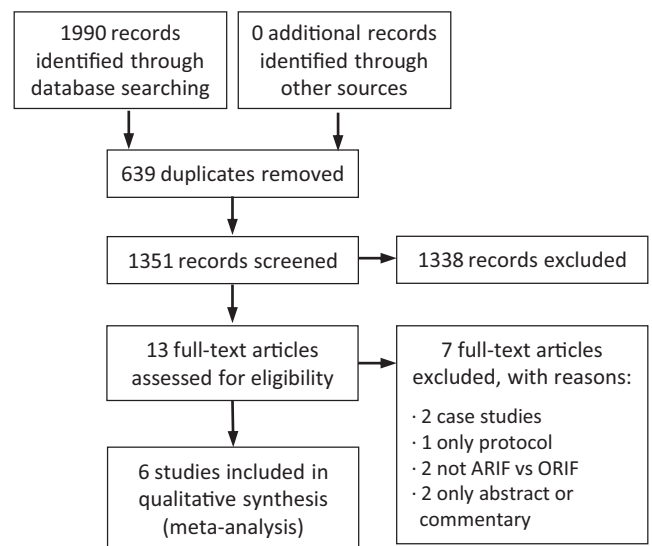 1990 records
identified through
database searching
0 additional records
identified through
other sources
639 duplicates removed
1351 records screened
1338 records excluded
13 full-text articles
assessed for eligibility
7 full-text articles
excluded, with reasons:
· 2 case studies
· 1 only protocol
· 2 not ARIF vs ORIF
· 2 only abstract or
commentary
6 studies included in
qualitative synthesis
(meta-analysis)